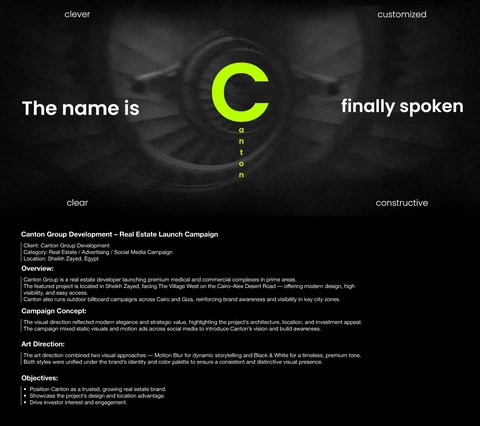 clever
customized
C
a
n
t
o
n
The name is
finally spoken
clear
constructive
Canton Group Development – Real Estate Launch Campaign
Client: Canton Group Development
Category: Real Estate / Advertising / Social Media Campaign
Location: Sheikh Zayed, Egypt
Overview:
Canton Group is a real estate developer launching premium medical and commercial complexes in prime areas.
The featured project is located in Sheikh Zayed, facing The Village West on the Cairo–Alex Desert Road — offering modern design, high
visibility, and easy access.
Canton also runs outdoor billboard campaigns across Cairo and Giza, reinforcing brand awareness and visibility in key city zones.
Campaign Concept:
The visual direction reflected modern elegance and strategic value, highlighting the project's architecture, location, and investment appeal.
The campaign mixed static visuals and motion ads across social media to introduce Canton's vision and build awareness.
Art Direction:
The art direction combined two visual approaches — Motion Blur for dynamic storytelling and Black & White for a timeless, premium tone.
Both styles were unified under the brand's identity and color palette to ensure a consistent and distinctive visual presence.
Objectives:
• Position Canton as a trusted, growing real estate brand.
• Showcase the project's design and location advantage.
• Drive investor interest and engagement.